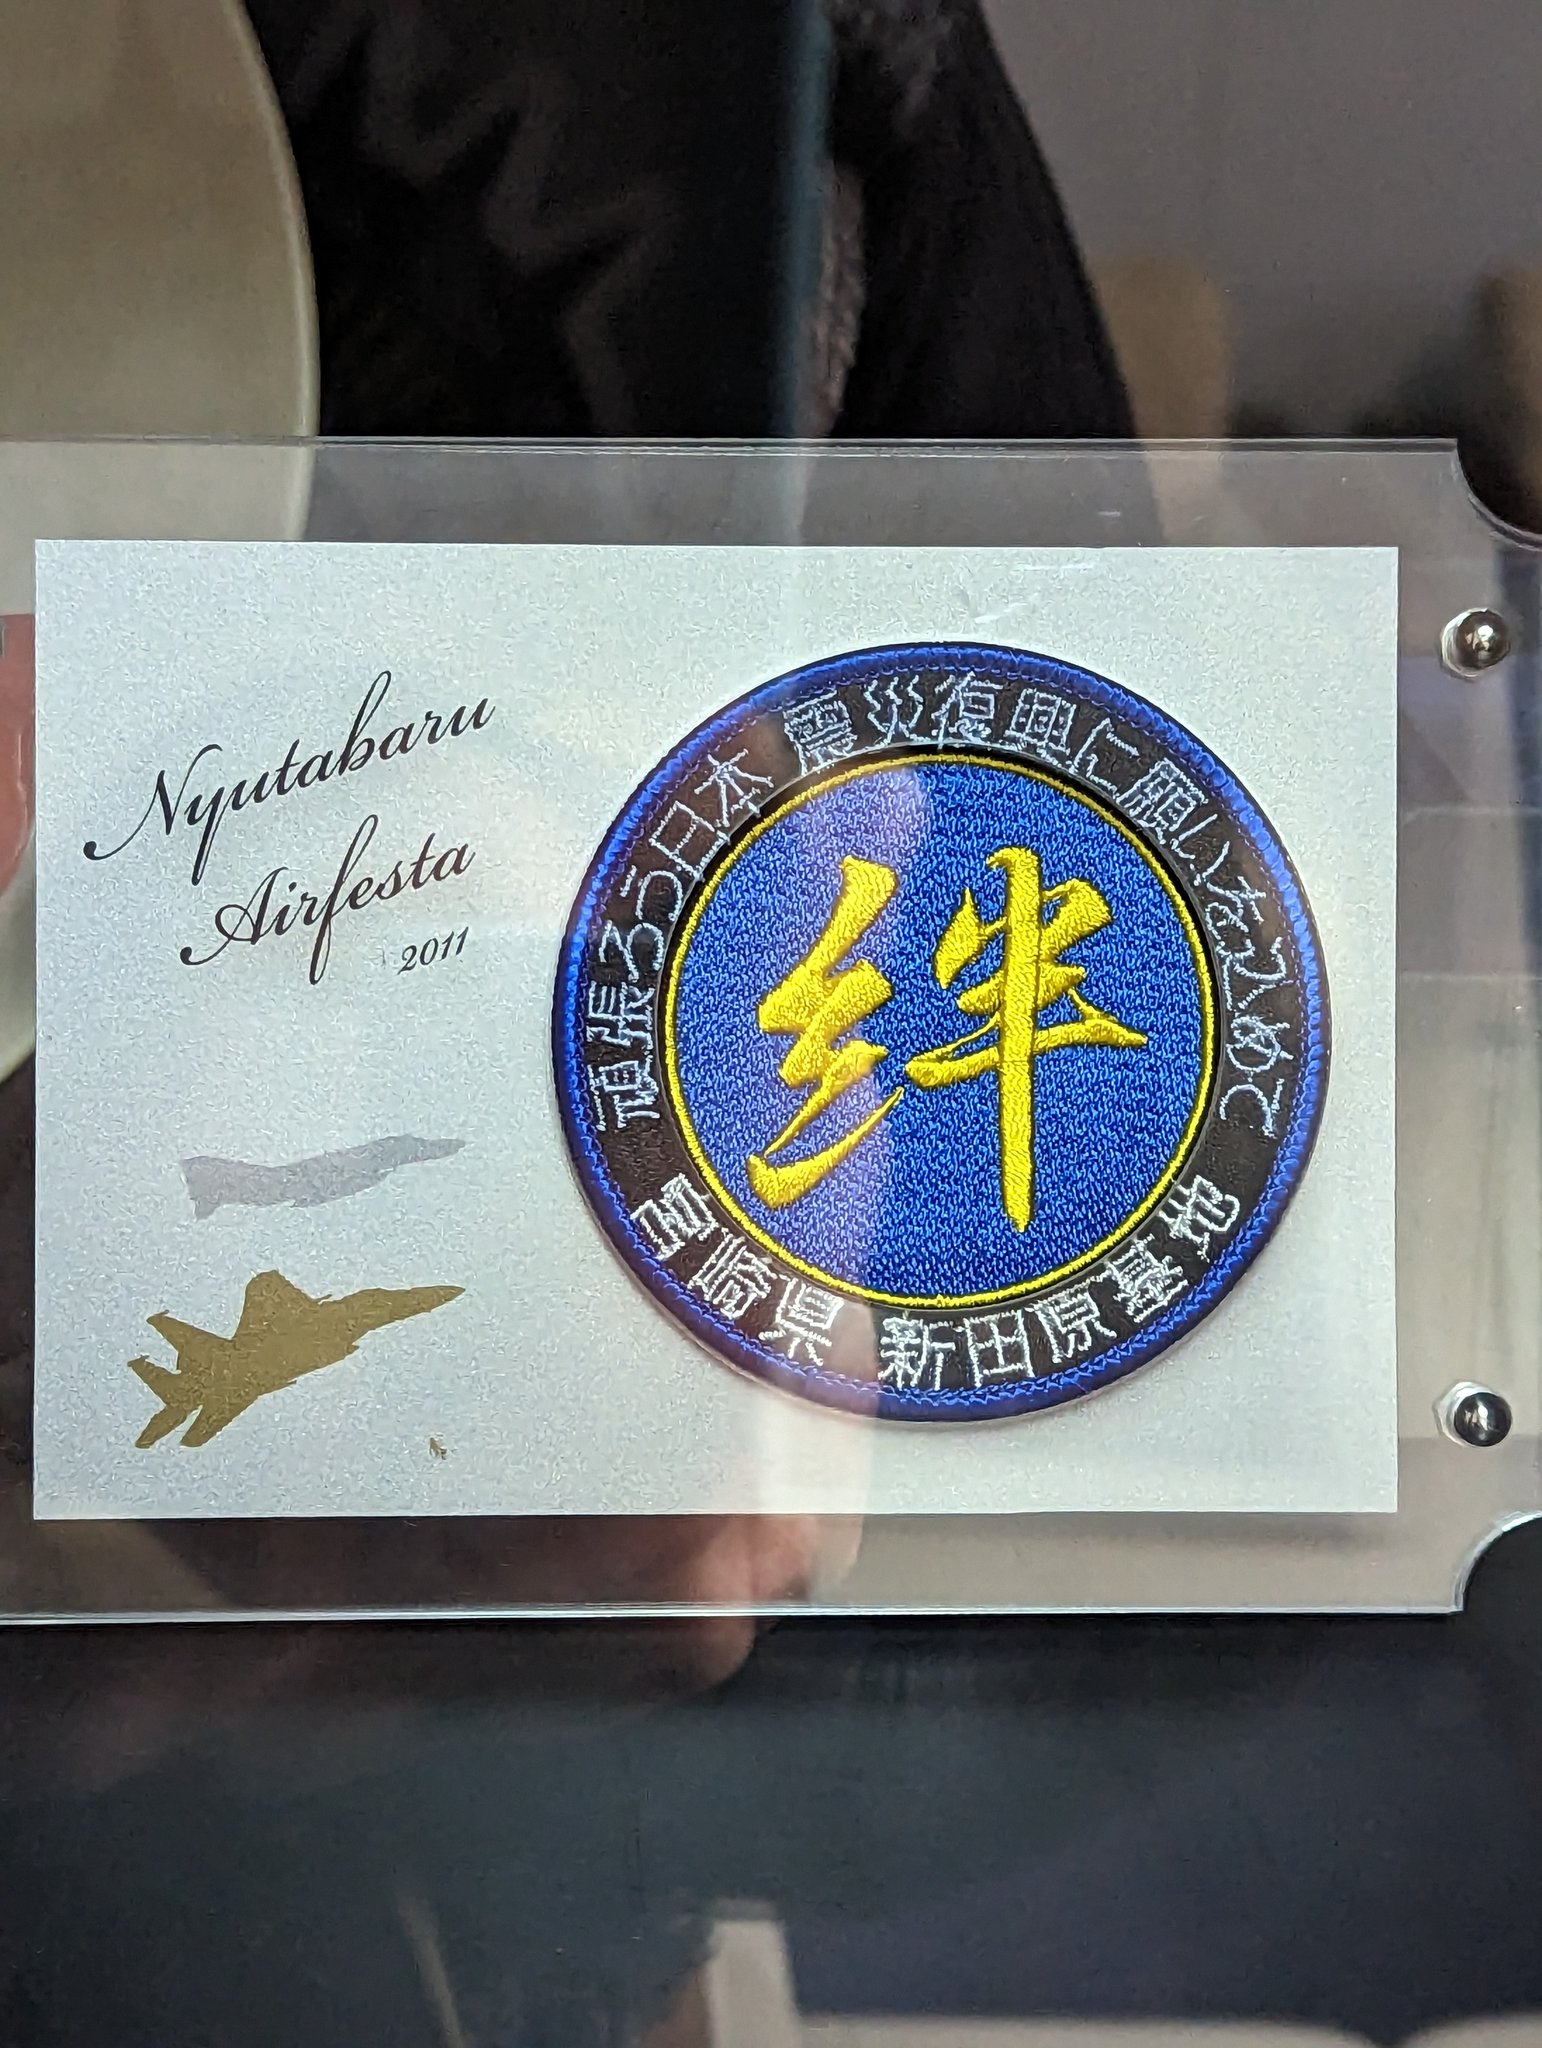 Nyutabaru
Airfesta
2011
頑張ろう日本 震災復興に願いをこめて
絆
宮崎県 新田原基地